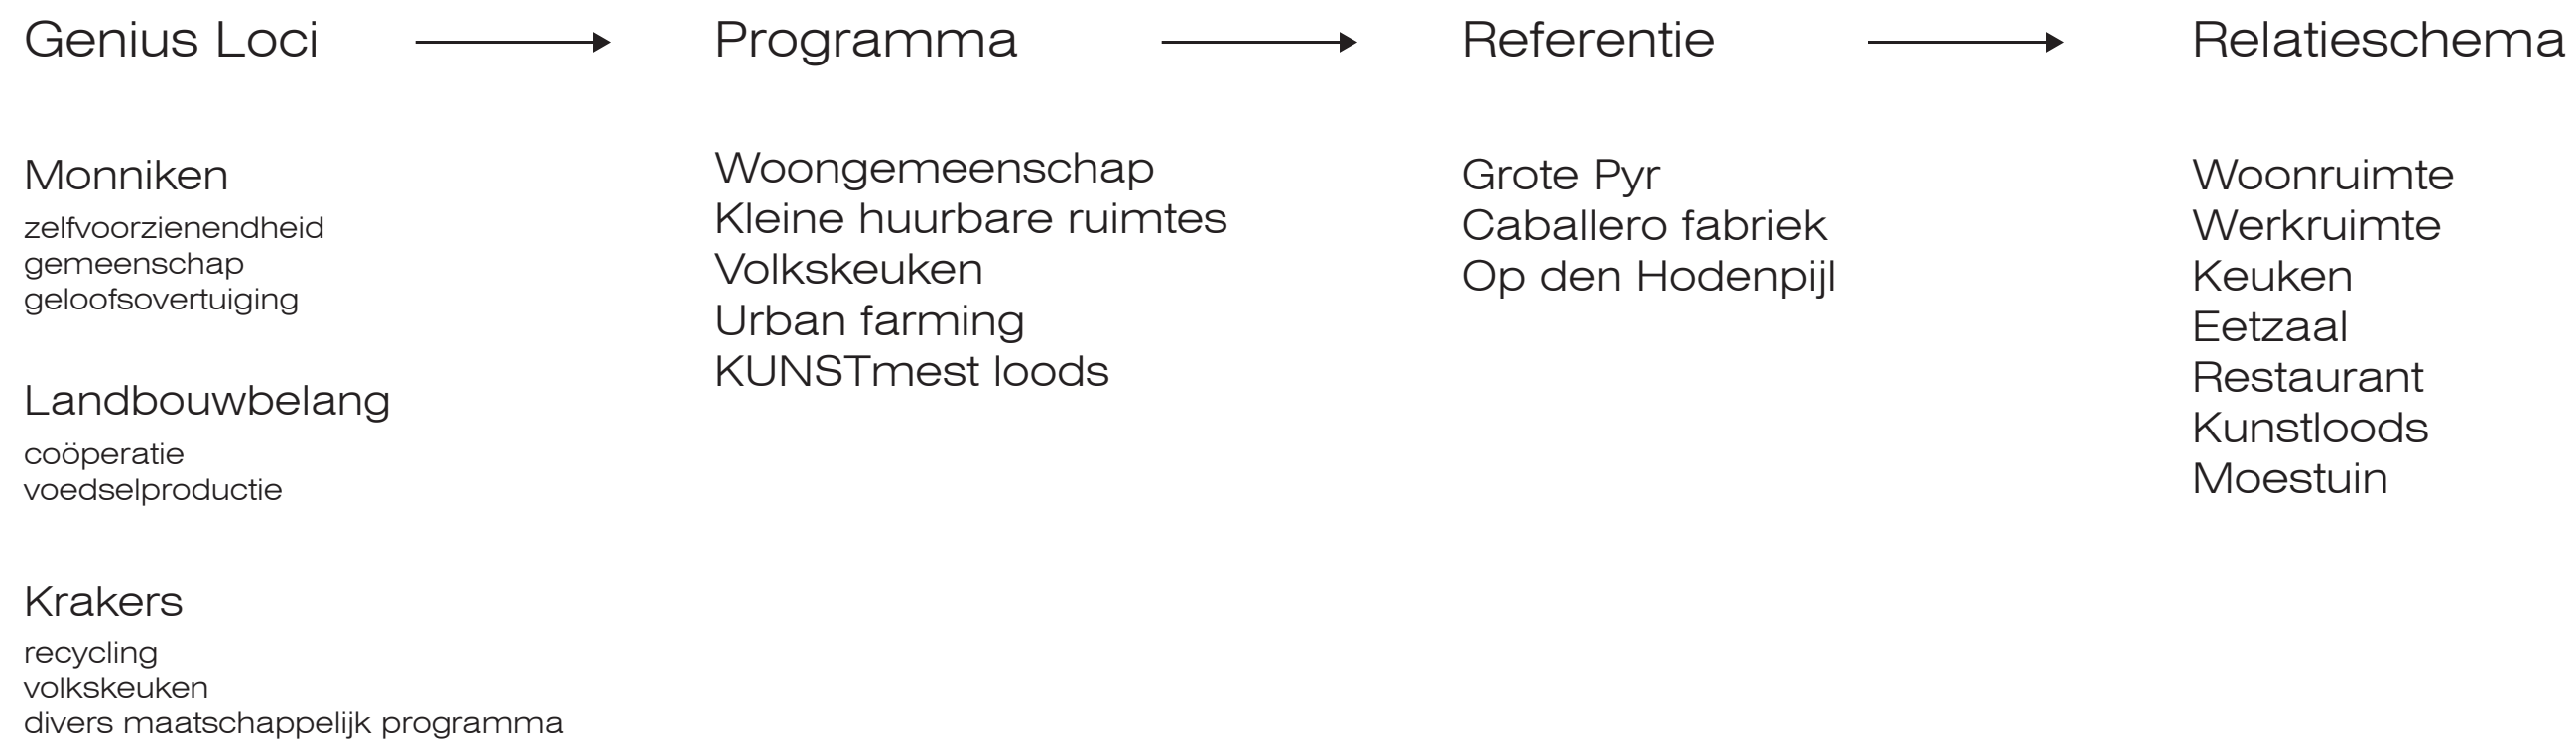 Genius Loci
Programma
Referentie
Relatieschema
Monniken
zelfvoorzienendheid
gemeenschap
geloofsovertuiging
Landbouwbelang
coöperatie
voedselproductie
Krakers
recycling
volkskeuken
divers maatschappelijk programma
Woongemeenschap
Kleine huurbare ruimtes
Volkskeuken
Urban farming
KUNSTmest loods
Grote Pyr
Caballero fabriek
Op den Hodenpijl
Woonruimte
Werkruimte
Keuken
Eetzaal
Restaurant
Kunstloods
Moestuin